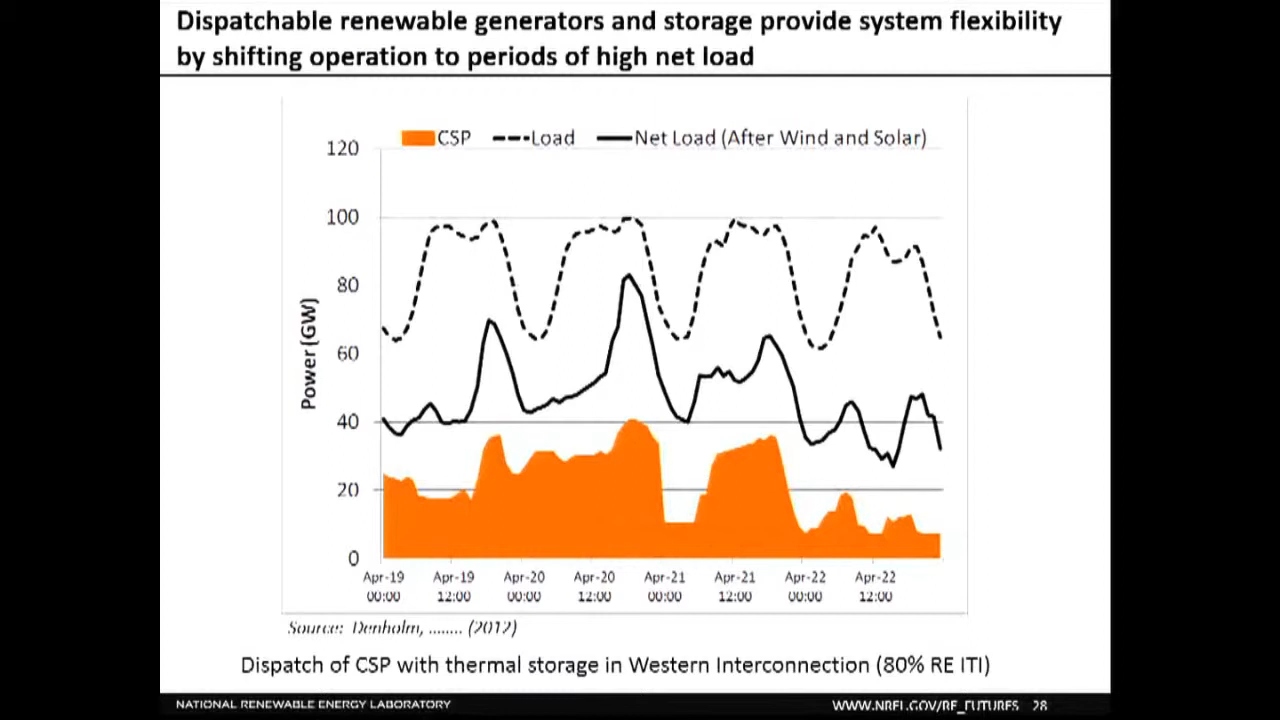 Dispatchable renewable generators and storage provide system flexibility
by shifting operation to periods of high net load
CSP Load Net Load (After Wind and Solar)
120
100
80
60
40
20
0
Power (GW)
Apr-19 Apr-19 Apr-20 Apr-20 Apr-21 Apr-21 Apr-22 Apr-22
00:00 12:00 00:00 12:00 00:00 12:00 00:00 12:00
Source: Denholm, ........ (2012)
Dispatch of CSP with thermal storage in Western Interconnection (80% RE ITI)
NATIONAL RENEWABLE ENERGY LABORATORY WWW.NREL.GOV/RE_FUTURES 28